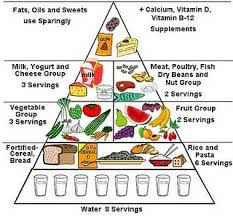 Fats, Oils and Sweets
use Sparingly
+ Calcium, Vitamin D,
Vitamin B-12
Supplements
Milk, Yogurt and
Cheese Group
3 Servings
Meat, Poultry, Fish
Dry Beans and
Nut Group
2 Servings
Vegetable
Group
3 Servings
Fruit Group
2 Servings
Fortified-
Cereal,
Bread
Rice and
Pasta
6 Servings
Water 8 Servings